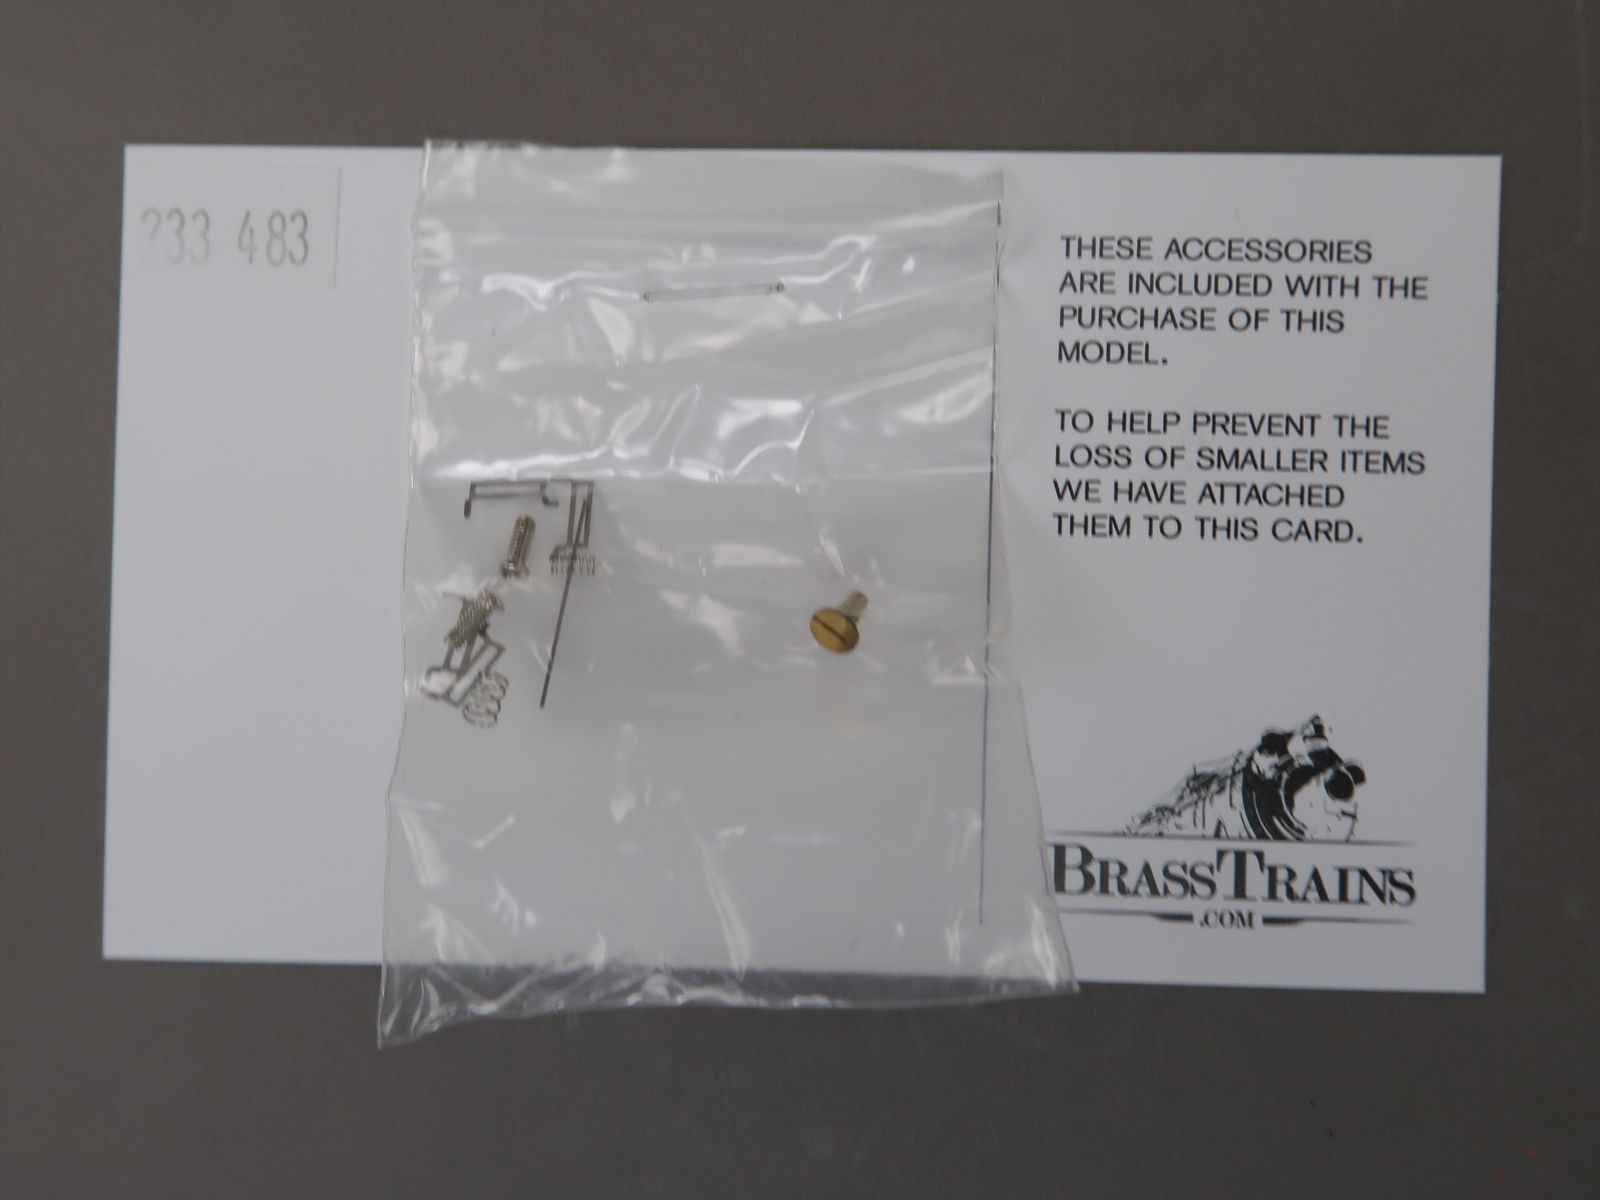 483
THESE ACCESSORIES
ARE INCLUDED WITH THE
PURCHASE OF THIS
MODEL.
TO HELP PREVENT THE
LOSS OF SMALLER ITEMS
WE HAVE ATTACHED
THEM TO THIS CARD.
BRASSTRAINS
.COM